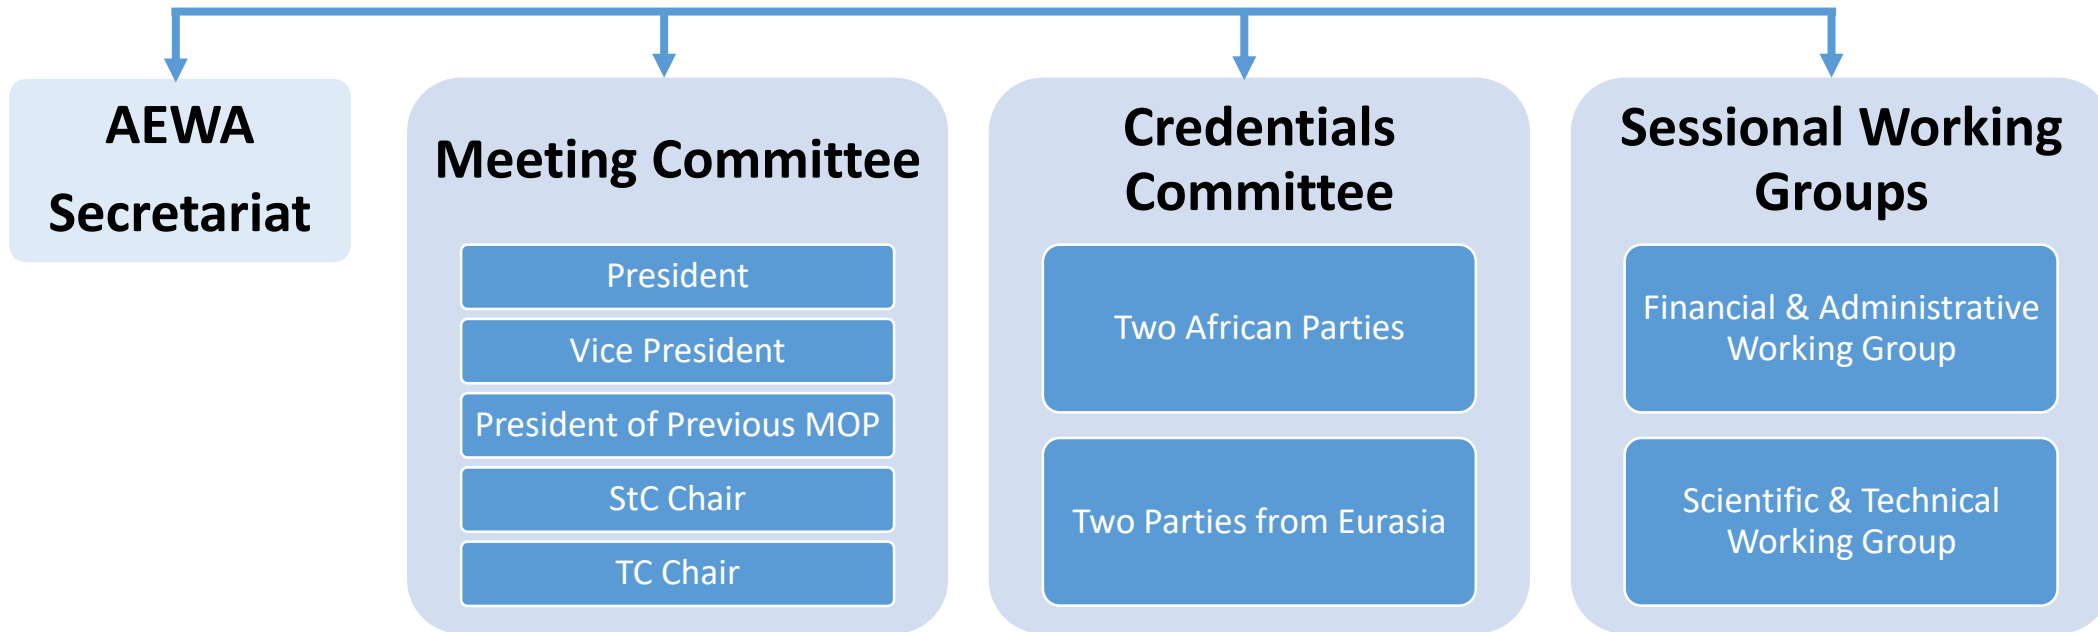 AEWA
Secretariat
Meeting Committee
President
Vice President
President of Previous MOP
StC Chair
TC Chair
Credentials
Committee
Two African Parties
Two Parties from Eurasia
Sessional Working
Groups
Financial & Administrative
Working Group
Scientific & Technical
Working Group